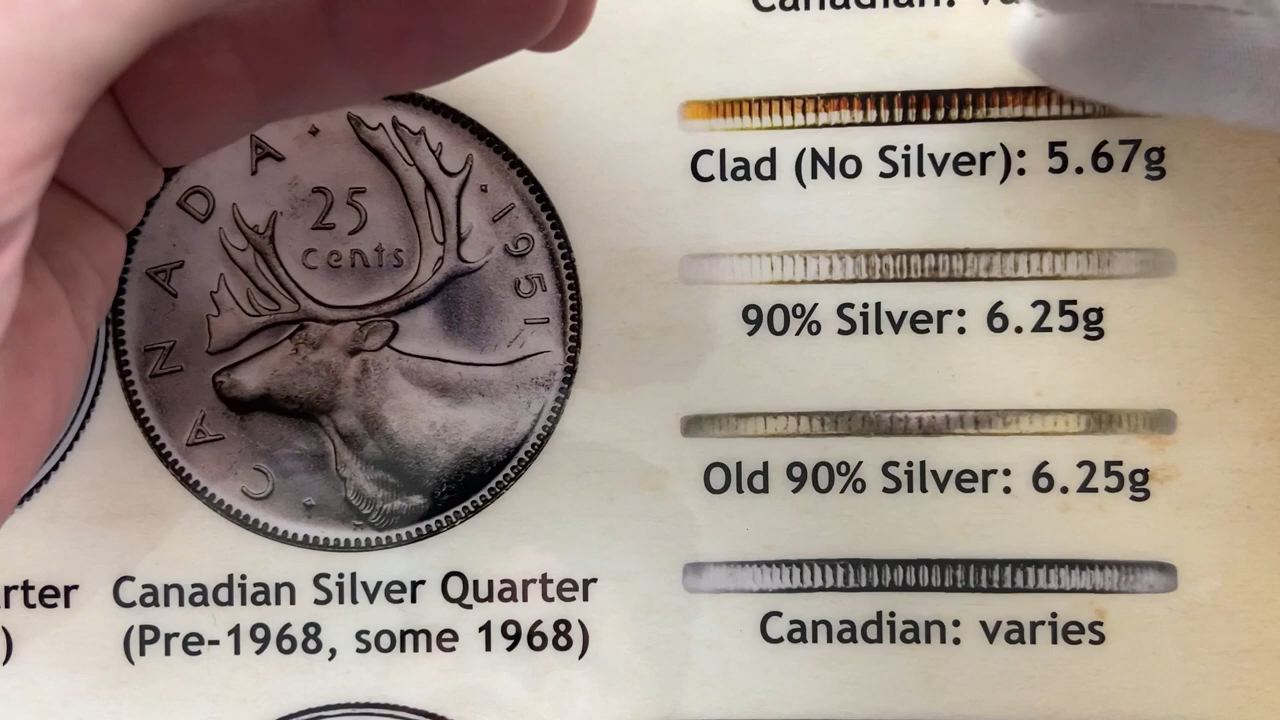 Canadian:
CANADA
25
cents
1951
Clad (No Silver): 5.67g
90% Silver: 6.25g
Old 90% Silver: 6.25g
Canadian: varies
Canadian Silver Quarter
(Pre-1968, some 1968)